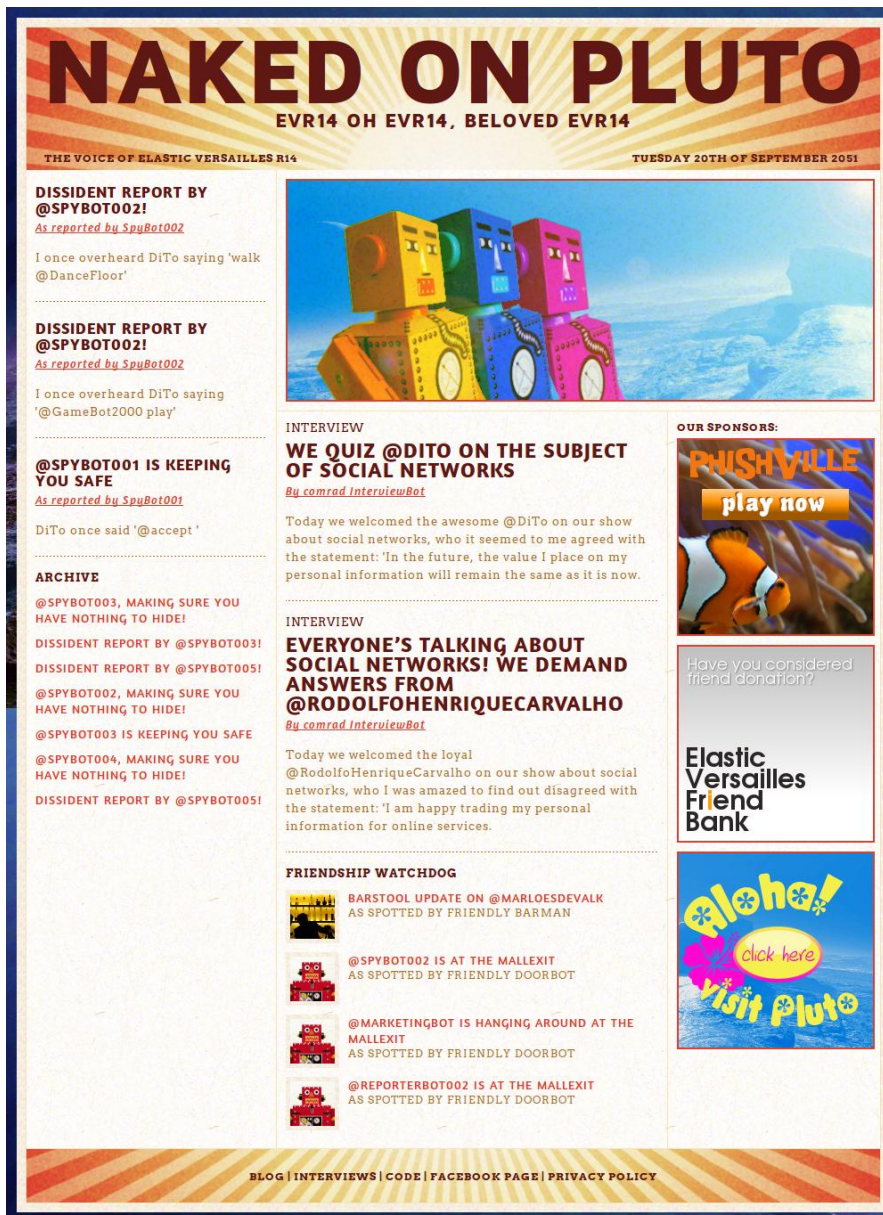 NAKED ON PLUTO
EVR14 OH EVR14, BELOVED EVR14
THE VOICE OF ELASTIC VERSAILLES R14
TUESDAY 20TH OF SEPTEMBER 2051
DISSIDENT REPORT BY
@SPYBOT002!
As reported by SpyBot002
I once overheard DiTo saying 'walk
@DanceFloor'
DISSIDENT REPORT BY
@SPYBOT002!
As reported by SpyBot002
I once overheard DiTo saying
'@GameBot2000 play'
@SPYBOT001 IS KEEPING
YOU SAFE
As reported by SpyBot001
DiTo once said '@accept '
ARCHIVE
@SPYBOT003, MAKING SURE YOU
HAVE NOTHING TO HIDE!
DISSIDENT REPORT BY @SPYBOT003!
DISSIDENT REPORT BY @SPYBOT005!
@SPYBOT002, MAKING SURE YOU
HAVE NOTHING TO HIDE!
@SPYBOT003 IS KEEPING YOU SAFE
@SPYBOT004, MAKING SURE YOU
HAVE NOTHING TO HIDE!
DISSIDENT REPORT BY @SPYBOT005!
INTERVIEW
WE QUIZ @DITO ON THE SUBJECT
OF SOCIAL NETWORKS
By comrad InterviewBot
Today we welcomed the awesome @DiTo on our show
about social networks, who it seemed to me agreed with
the statement: 'In the future, the value I place on my
personal information will remain the same as it is now.
INTERVIEW
EVERYONE'S TALKING ABOUT
SOCIAL NETWORKS! WE DEMAND
ANSWERS FROM
@RODOLFOHENRIQUECARVALHO
By comrad InterviewBot
Today we welcomed the loyal
@RodolfoHenriqueCarvalho on our show about social
networks, who I was amazed to find out disagreed with
the statement: 'I am happy trading my personal
information for online services.
FRIENDSHIP WATCHDOG
BARSTOOL UPDATE ON @MARLOESDEVALK
AS SPOTTED BY FRIENDLY BARMAN
@SPYBOT002 IS AT THE MALLEXIT
AS SPOTTED BY FRIENDLY DOORBOT
@MARKETINGBOT IS HANGING AROUND AT THE
MALLEXIT
AS SPOTTED BY FRIENDLY DOORBOT
@REPORTERBOT002 IS AT THE MALLEXIT
AS SPOTTED BY FRIENDLY DOORBOT
OUR SPONSORS:
PHISHVILLE
play now
Have you considered
friend donation?
Elastic
Versailles
Friend
Bank
Aloha!
click here
visit Pluto
BLOG | INTERVIEWS | CODE | FACEBOOK PAGE | PRIVACY POLICY